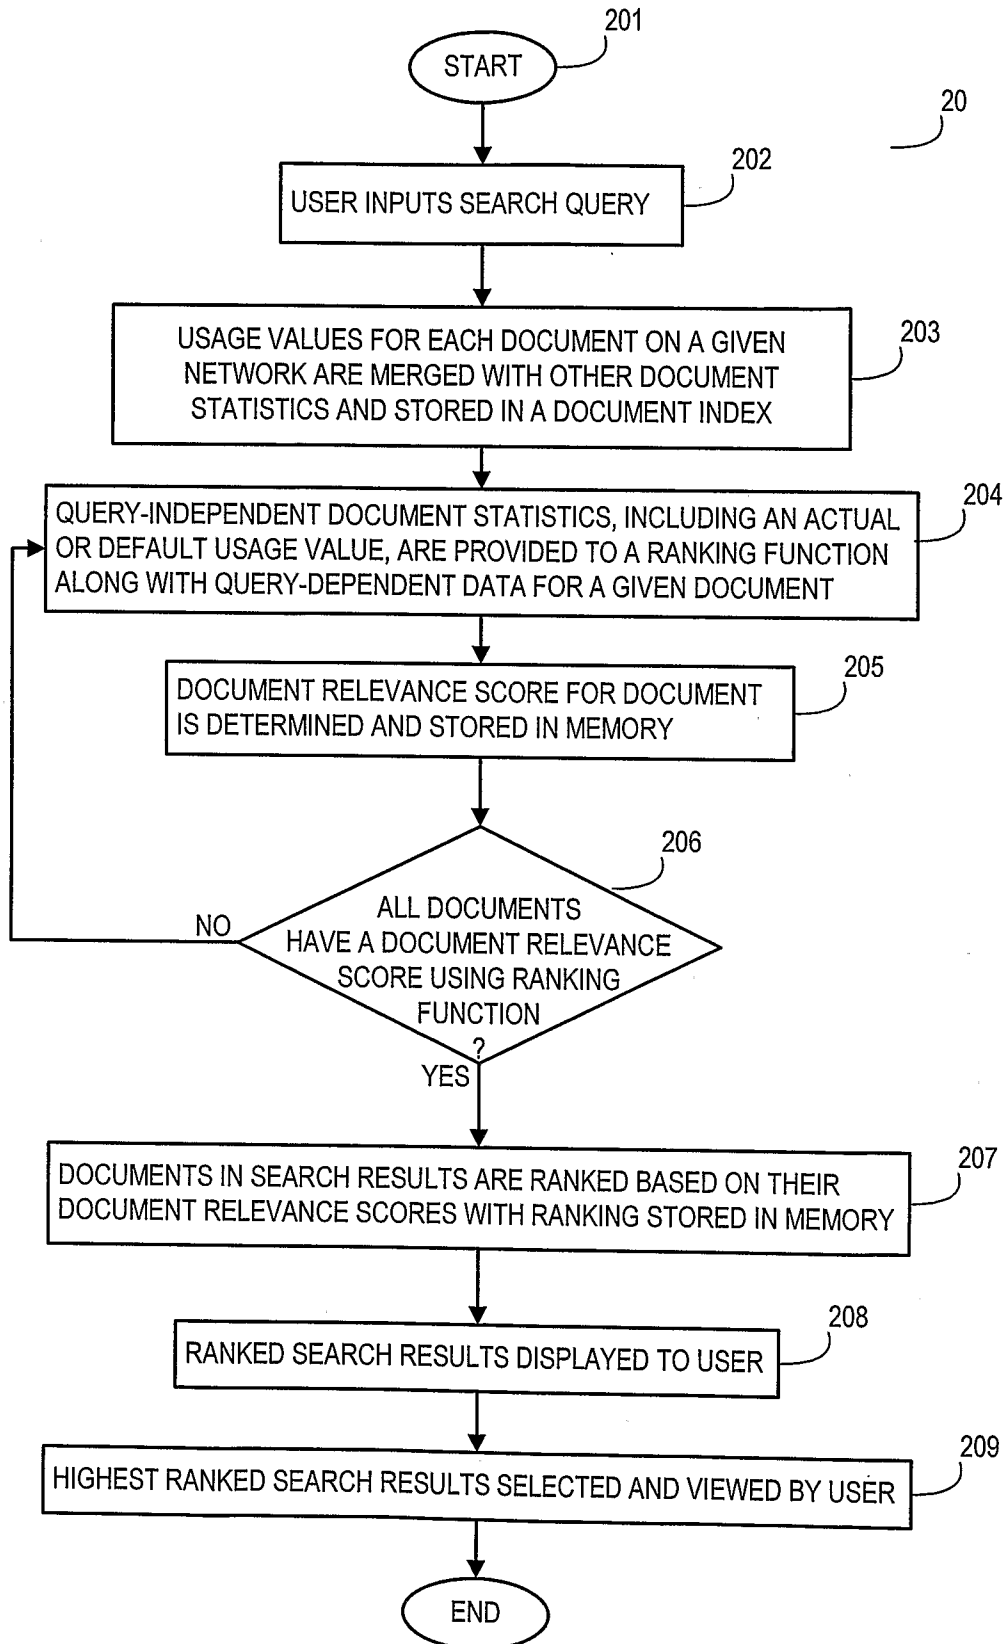 201
START
20
202
USER INPUTS SEARCH QUERY
203
USAGE VALUES FOR EACH DOCUMENT ON A GIVEN
NETWORK ARE MERGED WITH OTHER DOCUMENT
STATISTICS AND STORED IN A DOCUMENT INDEX
204
QUERY-INDEPENDENT DOCUMENT STATISTICS, INCLUDING AN ACTUAL
OR DEFAULT USAGE VALUE, ARE PROVIDED TO A RANKING FUNCTION
ALONG WITH QUERY-DEPENDENT DATA FOR A GIVEN DOCUMENT
205
DOCUMENT RELEVANCE SCORE FOR DOCUMENT
IS DETERMINED AND STORED IN MEMORY
206
ALL DOCUMENTS
HAVE A DOCUMENT RELEVANCE
SCORE USING RANKING
FUNCTION
?
NO
YES
207
DOCUMENTS IN SEARCH RESULTS ARE RANKED BASED ON THEIR
DOCUMENT RELEVANCE SCORES WITH RANKING STORED IN MEMORY
208
RANKED SEARCH RESULTS DISPLAYED TO USER
209
HIGHEST RANKED SEARCH RESULTS SELECTED AND VIEWED BY USER
END